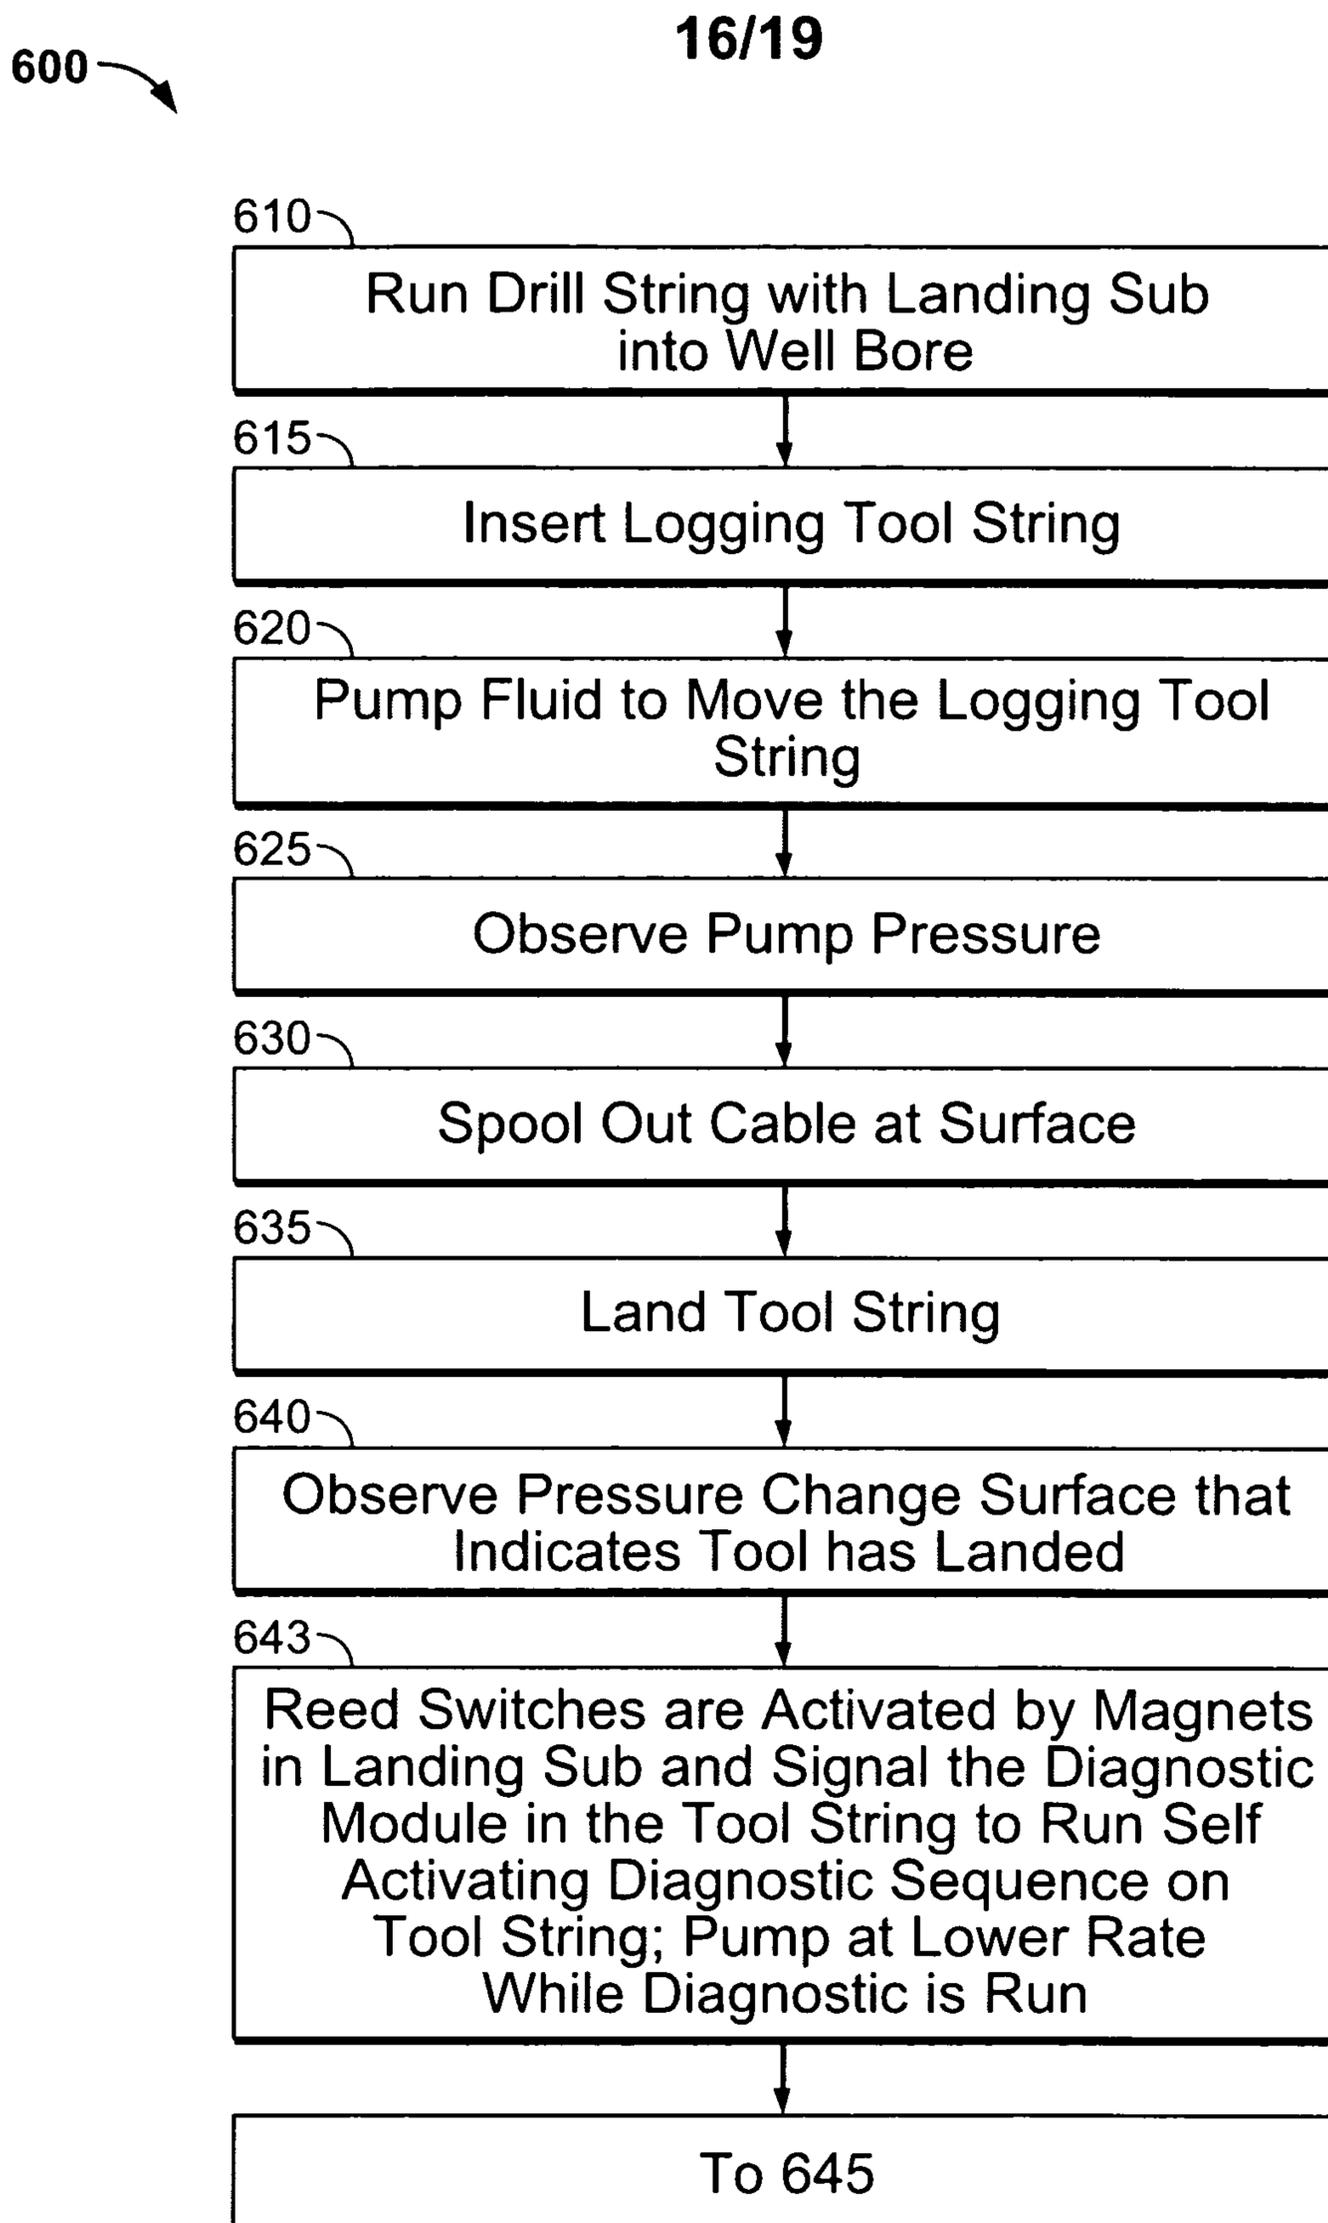 16/19
600
610
Run Drill String with Landing Sub
into Well Bore
615
Insert Logging Tool String
620
Pump Fluid to Move the Logging Tool
String
625
Observe Pump Pressure
630
Spool Out Cable at Surface
635
Land Tool String
640
Observe Pressure Change Surface that
Indicates Tool has Landed
643
Reed Switches are Activated by Magnets
in Landing Sub and Signal the Diagnostic
Module in the Tool String to Run Self
Activating Diagnostic Sequence on
Tool String; Pump at Lower Rate
While Diagnostic is Run
To 645